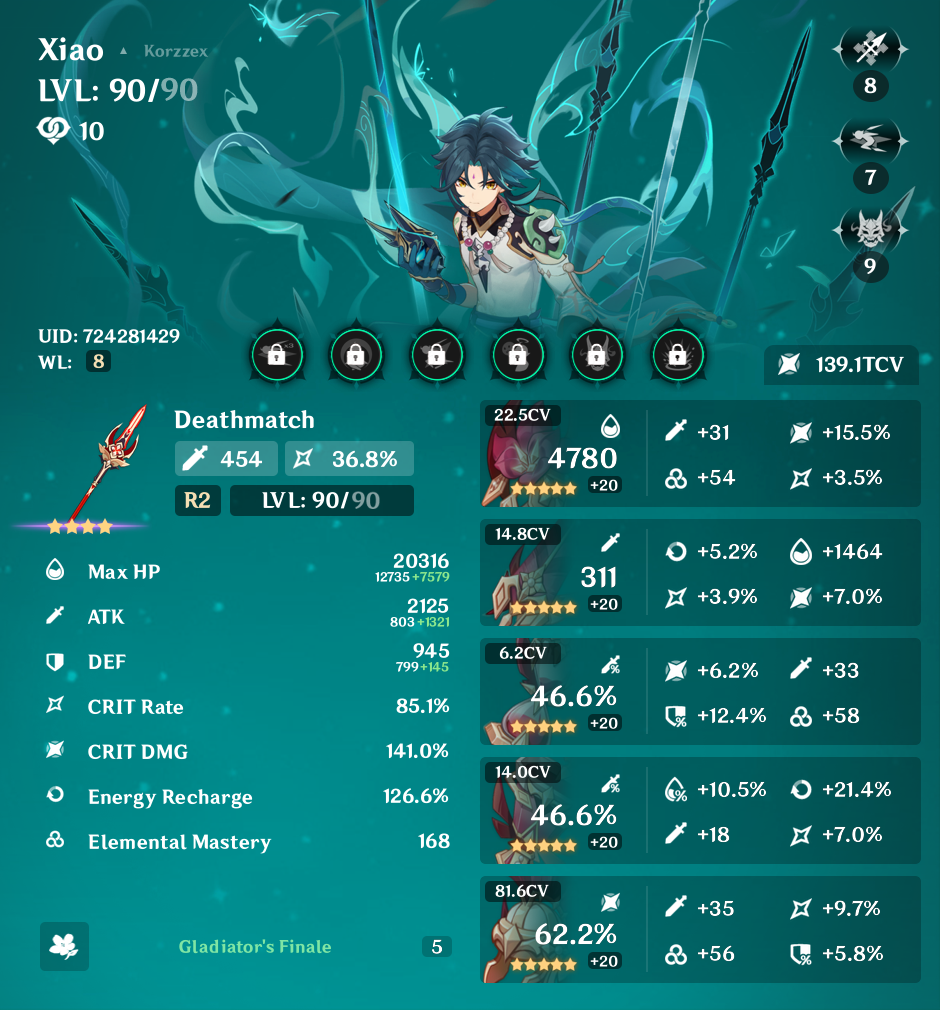 Xiao ▲ Korzzex
LVL: 90/90
10
8
7
9
UID: 724281429
WL: 8
139.1TCV
Deathmatch
454 36.8%
R2 LVL: 90/90
Max HP 20316
12735+7579
ATK 2125
803+1321
DEF 945
799+145
CRIT Rate 85.1%
CRIT DMG 141.0%
Energy Recharge 126.6%
Elemental Mastery 168
Gladiator's Finale 5
22.5CV
4780
+20
+31 +15.5%
+54 +3.5%
14.8CV
311
+20
+5.2% +1464
+3.9% +7.0%
6.2CV
46.6%
+20
+6.2% +33
+12.4% +58
14.0CV
46.6%
+20
+10.5% +21.4%
+18 +7.0%
81.6CV
62.2%
+20
+35 +9.7%
+56 +5.8%